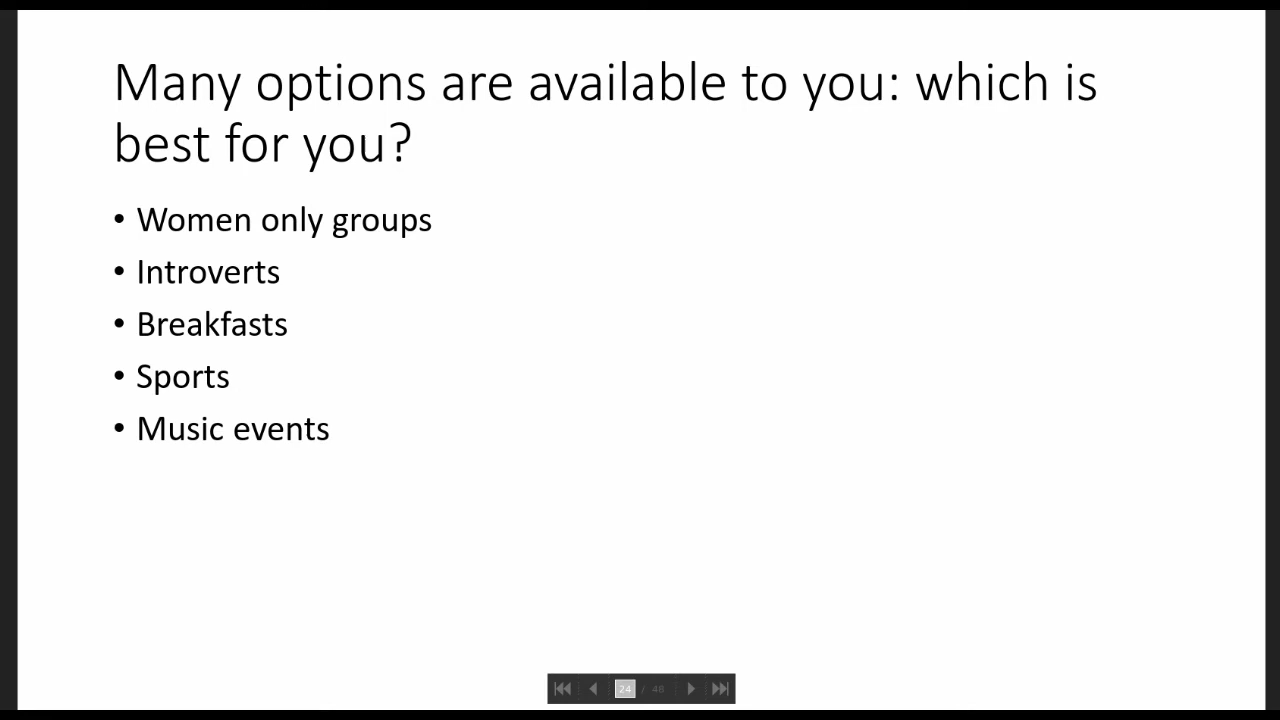 Many options are available to you: which is
best for you?
• Women only groups
• Introverts
• Breakfasts
• Sports
• Music events
24 / 48